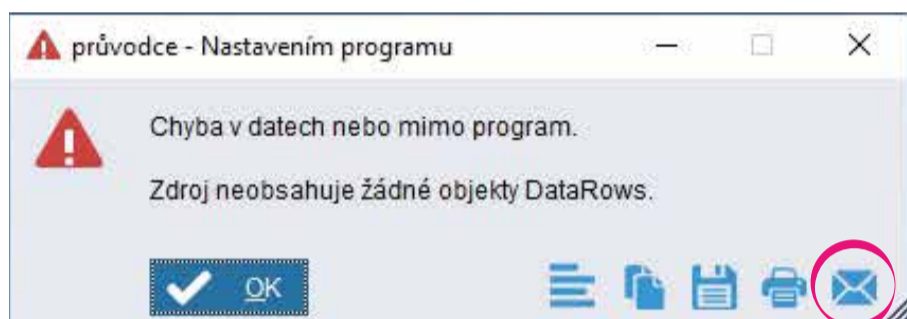 průvodce - Nastavením programu
Chyba v datech nebo mimo program.
Zdroj neobsahuje žádné objekty DataRows.
OK